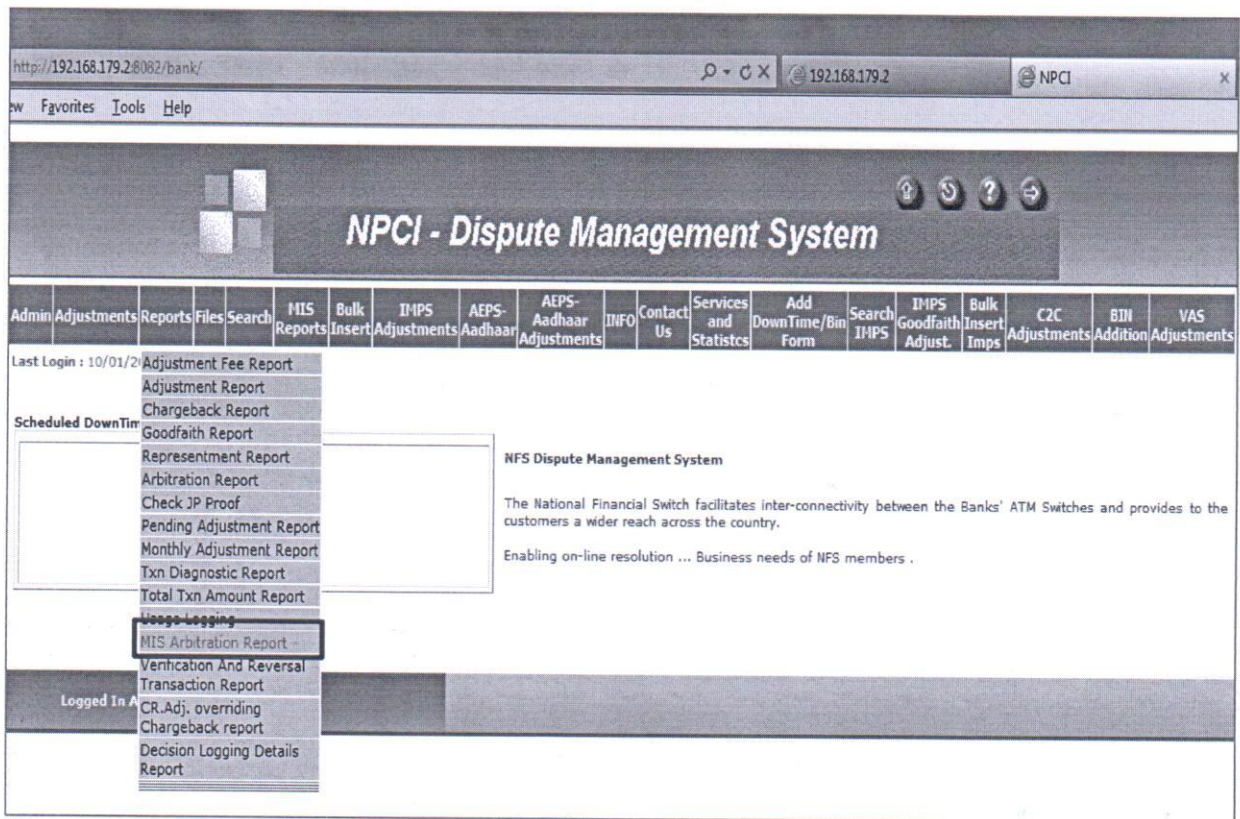 http://192.168.179.2:8082/bank/
192.168.179.2
NPCI
ew Favorites Tools Help
NPCI - Dispute Management System
Admin
Adjustments
Reports
Files
Search
MIS Reports
Bulk Insert
IMPS Adjustments
AEPS-Aadhaar
AEPS-Aadhaar Adjustments
INFO
Contact Us
Services and Statistcs
Add DownTime/Bin Form
Search IMPS
IMPS Goodfaith Adjust.
Bulk Insert Imps
C2C Adjustments
BIN Addition
VAS Adjustments
Last Login : 10/01/2
Scheduled DownTim
Adjustment Fee Report
Adjustment Report
Chargeback Report
Goodfaith Report
Representment Report
Arbitration Report
Check JP Proof
Pending Adjustment Report
Monthly Adjustment Report
Txn Diagnostic Report
Total Txn Amount Report
Usage Logging
MIS Arbitration Report
Verification And Reversal
Transaction Report
CR.Adj. overriding
Chargeback report
Decision Logging Details
Report
NFS Dispute Management System
The National Financial Switch facilitates inter-connectivity between the Banks' ATM Switches and provides to the
customers a wider reach across the country.
Enabling on-line resolution ... Business needs of NFS members .
Logged In A